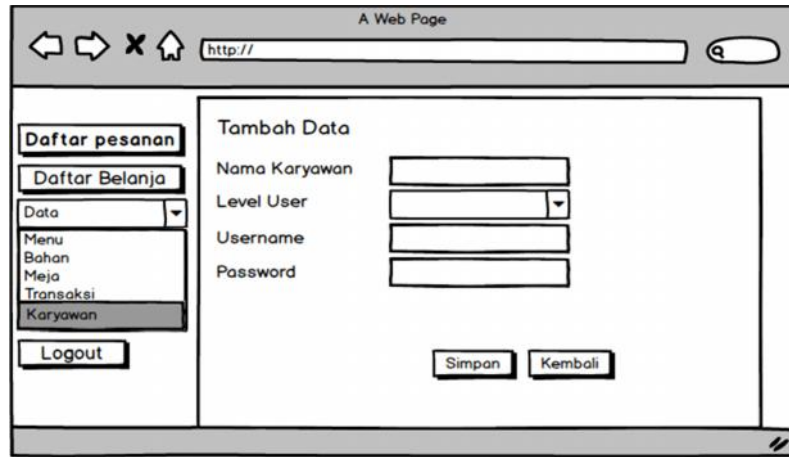 A Web Page
http://
Daftar pesanan
Daftar Belanja
Data
Menu
Bahan
Meja
Transaksi
Karyawan
Logout
Tambah Data
Nama Karyawan
Level User
Username
Password
Simpan
Kembali